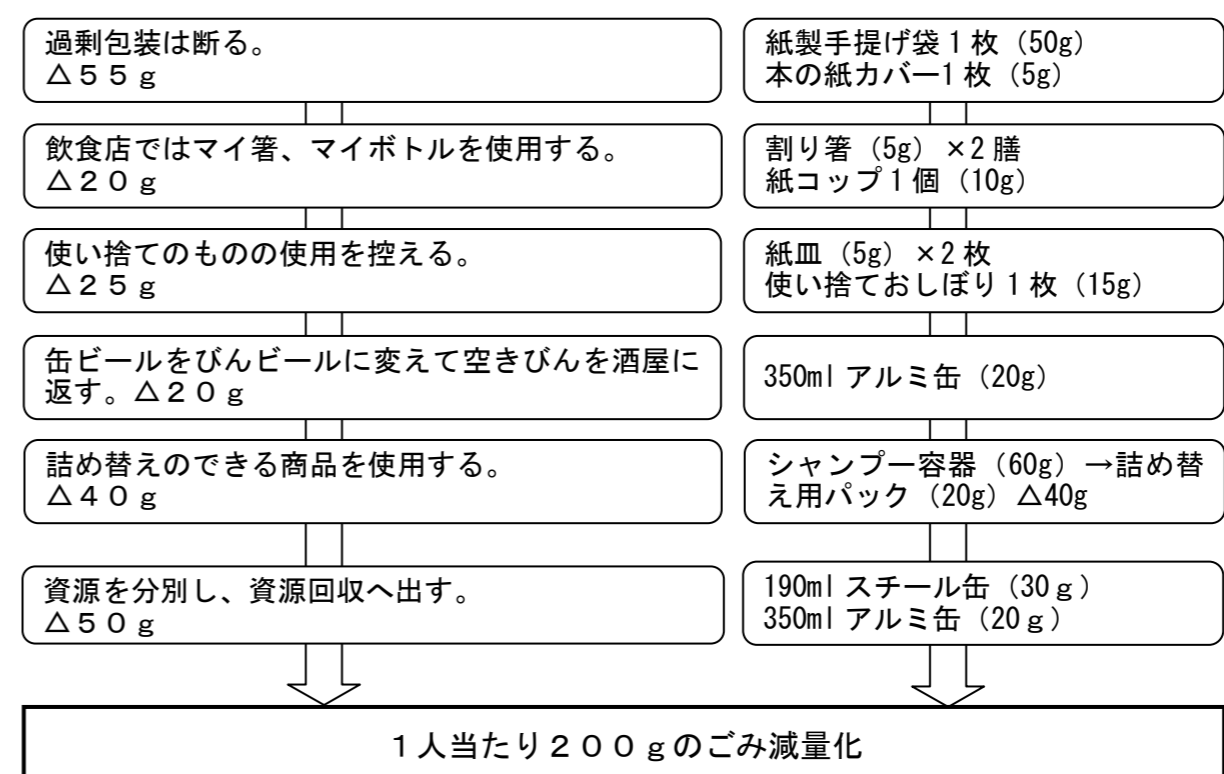 過剰包装は断る。
△５５ｇ
紙製手提げ袋1枚（50g）
本の紙カバー1枚（5g）
飲食店ではマイ箸、マイボトルを使用する。
△２０ｇ
割り箸（5g）×2膳
紙コップ1個（10g）
使い捨てのものの使用を控える。
△２５ｇ
紙皿（5g）×2枚
使い捨ておしぼり1枚（15g）
缶ビールをびんビールに変えて空きびんを酒屋に
返す。△２０ｇ
350ml アルミ缶（20g）
詰め替えのできる商品を使用する。
△４０ｇ
シャンプー容器（60g）→詰め替
え用パック（20g）△40g
資源を分別し、資源回収へ出す。
△５０ｇ
190ml スチール缶（30ｇ）
350ml アルミ缶（20ｇ）
１人当たり２００ｇのごみ減量化